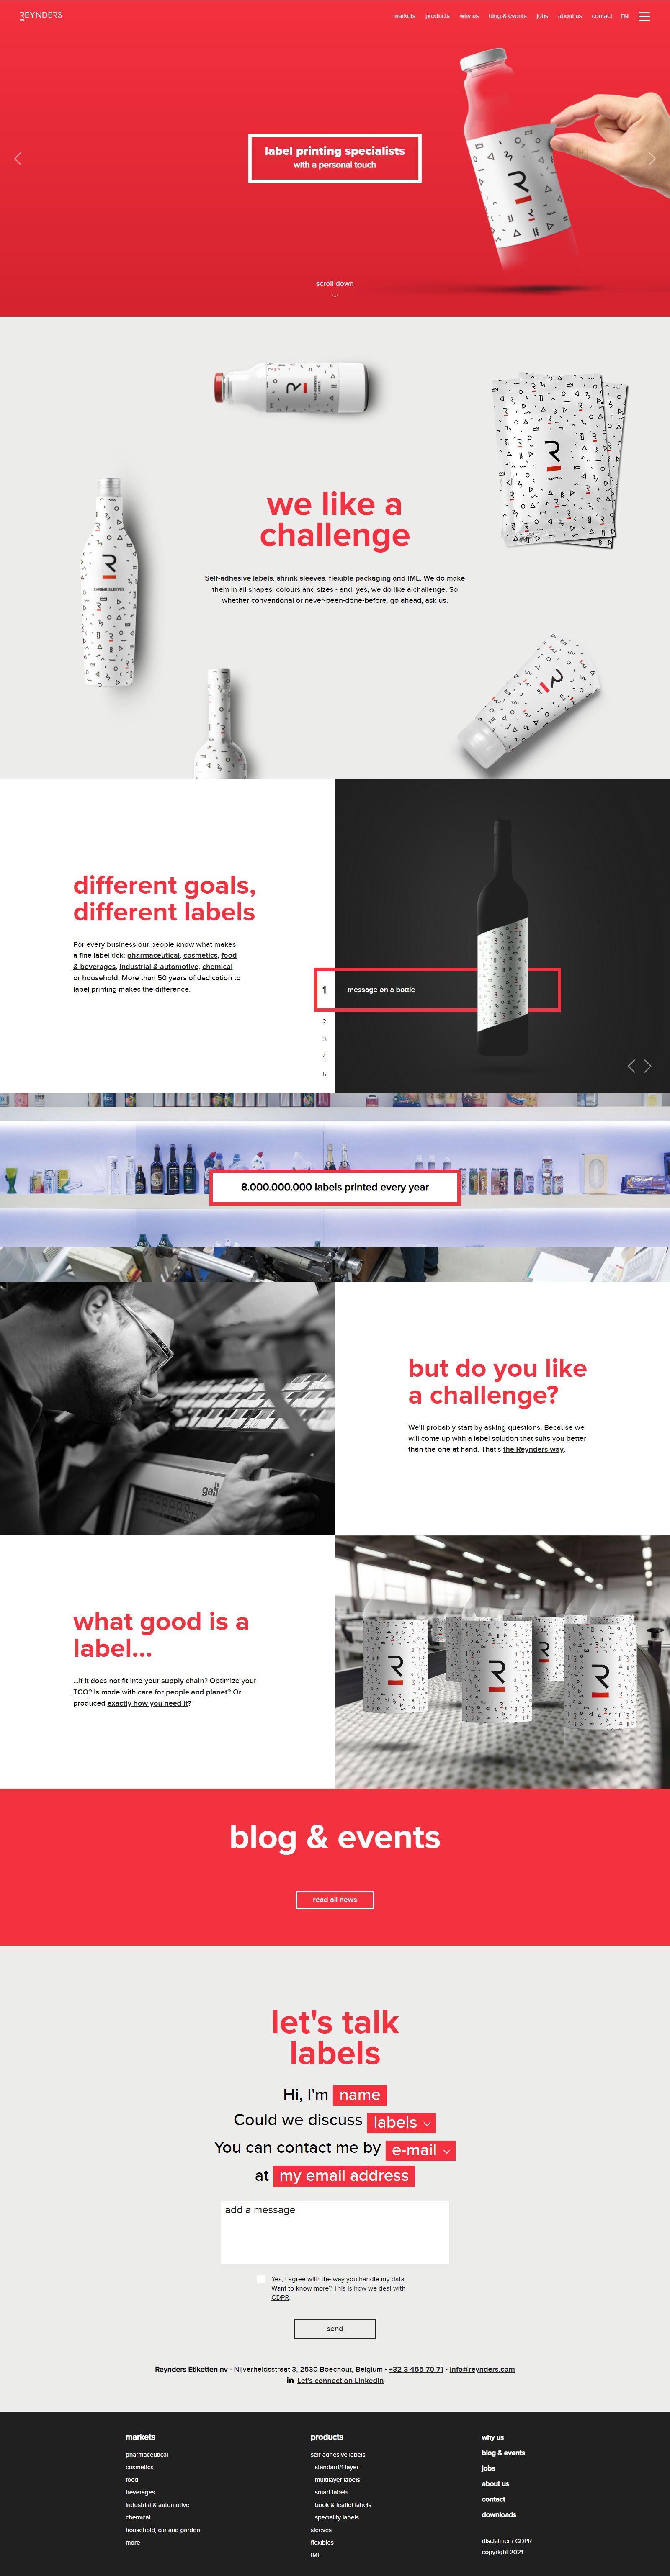 REYNDERS
markets products why us blog & events jobs about us contact EN
label printing specialists
with a personal touch
scroll down
we like a
challenge
Self-adhesive labels, shrink sleeves, flexible packaging and IML. We do make
them in all shapes, colours and sizes - and, yes, we do like a challenge. So
whether conventional or never-been-done-before, go ahead, ask us.
R
FLEXIBLES
R
SHRINK SLEEVES
different goals,
different labels
For every business our people know what makes
a fine label tick: pharmaceutical, cosmetics, food
& beverages, industrial & automotive, chemical
or household. More than 50 years of dedication to
label printing makes the difference.
1 message on a bottle
2
3
4
5
8.000.000.000 labels printed every year
gall
but do you like
a challenge?
We'll probably start by asking questions. Because we
will come up with a label solution that suits you better
than the one at hand. That's the Reynders way.
what good is a
label...
...if it does not fit into your supply chain? Optimize your
TCO? Is made with care for people and planet? Or
produced exactly how you need it?
blog & events
read all news
let's talk
labels
Hi, I'm name
Could we discuss labels
You can contact me by e-mail
at my email address
add a message
Yes, I agree with the way you handle my data.
Want to know more? This is how we deal with
GDPR.
send
Reynders Etiketten nv - Nijverheidsstraat 3, 2530 Boechout, Belgium - +32 3 455 70 71 - info@reynders.com
in Let's connect on LinkedIn
markets
pharmaceutical
cosmetics
food
beverages
industrial & automotive
chemical
household, car and garden
more
products
self-adhesive labels
standard/1 layer
multilayer labels
smart labels
book & leaflet labels
speciality labels
sleeves
flexibles
IML
why us
blog & events
jobs
about us
contact
downloads
disclaimer / GDPR
copyright 2021